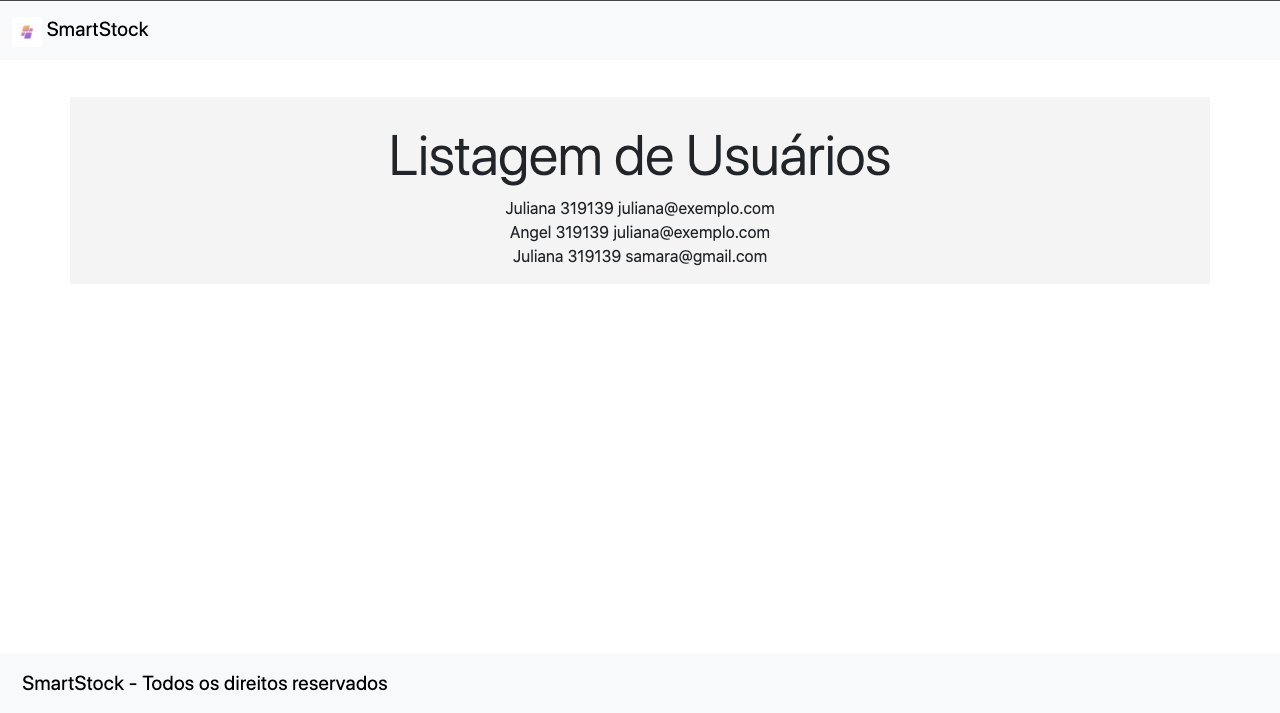 SmartStock
Listagem de Usuários
Juliana 319139 juliana@exemplo.com
Angel 319139 juliana@exemplo.com
Juliana 319139 samara@gmail.com
SmartStock - Todos os direitos reservados